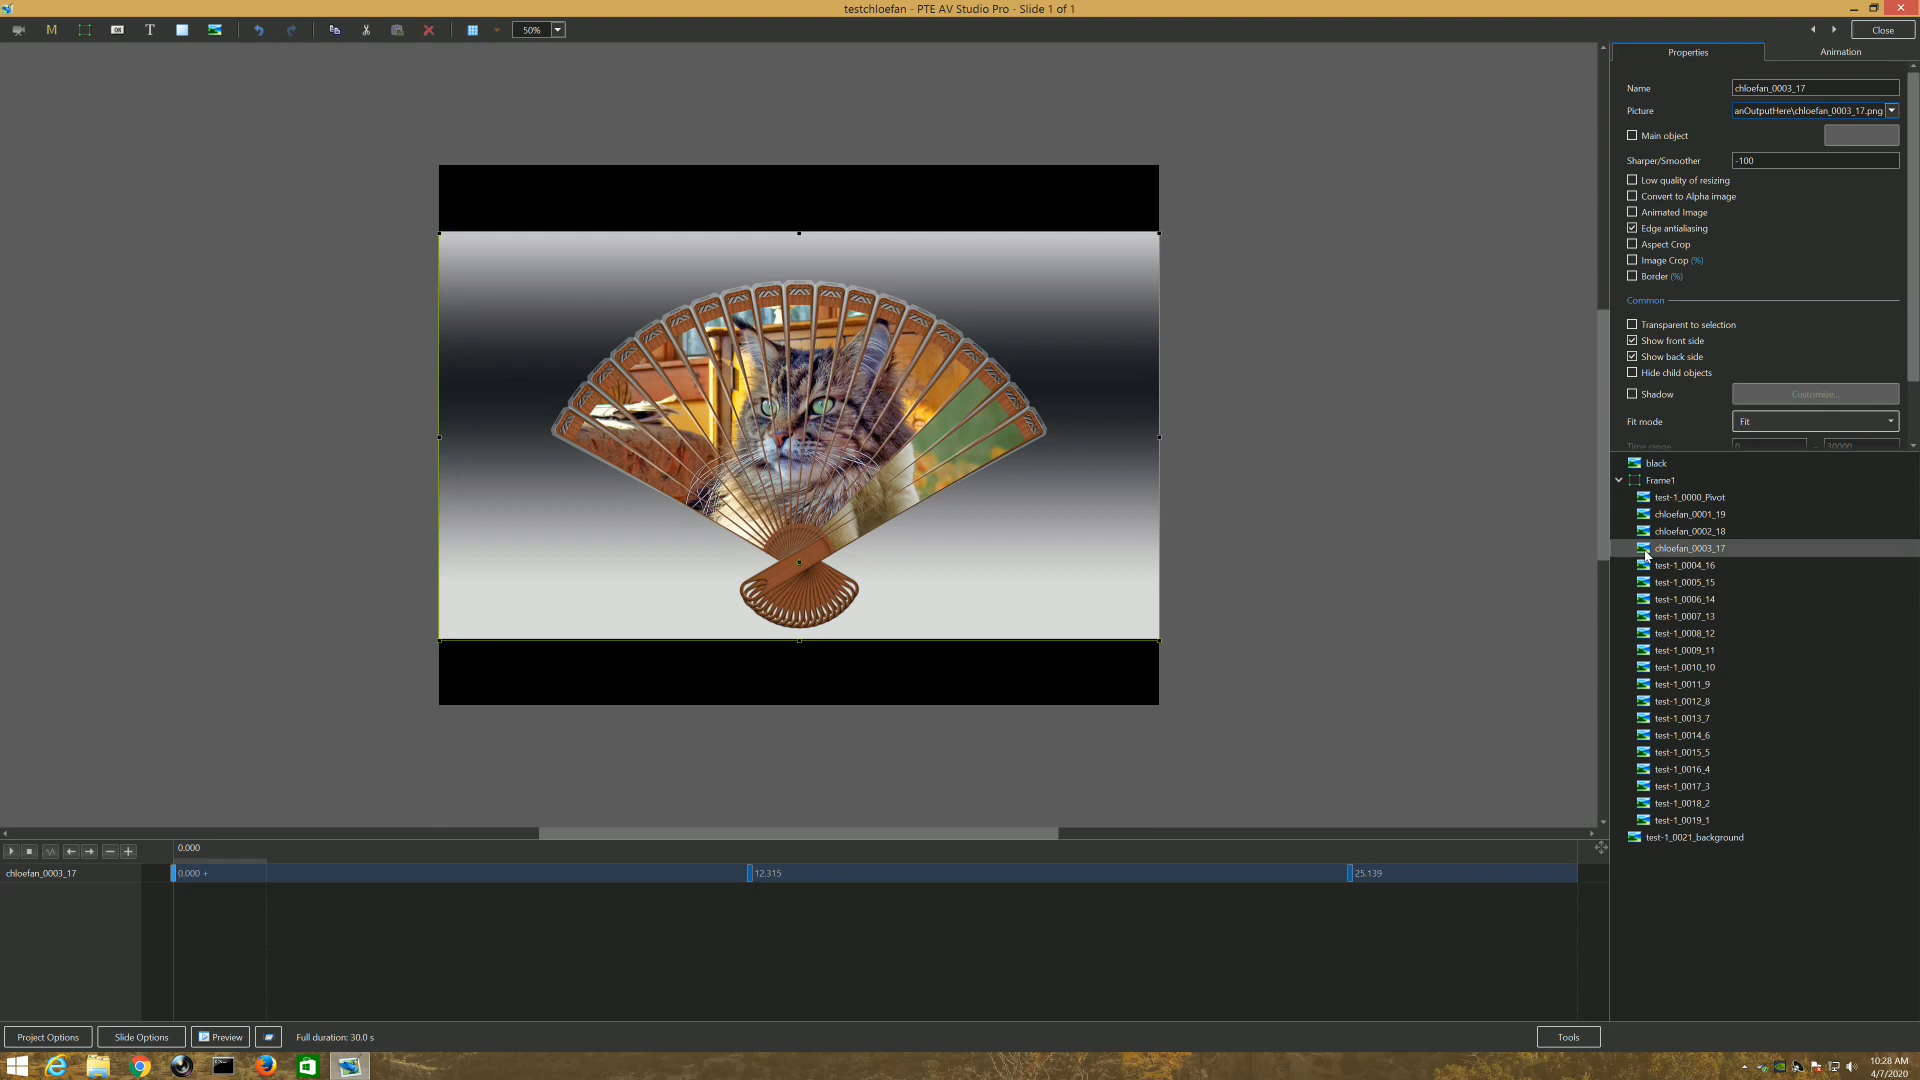 testchloefan - PTE AV Studio Pro - Slide 1 of 1
M OK T 50% Close
Properties Animation
Name chloefan_0003_17
Picture anOutputHere\chloefan_0003_17.png
Main object
Sharper/Smoother -100
Low quality of resizing
Convert to Alpha image
Animated Image
Edge antialiasing
Aspect Crop
Image Crop (%)
Border (%)
Common
Transparent to selection
Show front side
Show back side
Hide child objects
Shadow Customize...
Fit mode Fit
Time range 0 - 30000
black
Frame1
test-1_0000_Pivot
chloefan_0001_19
chloefan_0002_18
chloefan_0003_17
test-1_0004_16
test-1_0005_15
test-1_0006_14
test-1_0007_13
test-1_0008_12
test-1_0009_11
test-1_0010_10
test-1_0011_9
test-1_0012_8
test-1_0013_7
test-1_0014_6
test-1_0015_5
test-1_0016_4
test-1_0017_3
test-1_0018_2
test-1_0019_1
test-1_0021_background
0.000
chloefan_0003_17 0.000 + 12.315 25.139
Project Options Slide Options Preview Full duration: 30.0 s Tools
10:28 AM
4/7/2020